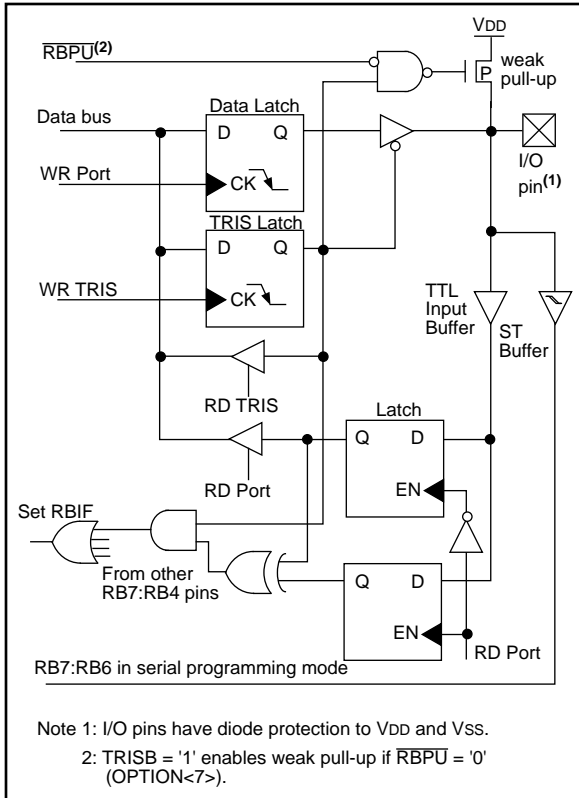 VDD
RBPU(2)
weak
pull-up
P
Data Latch
Data bus
D Q
I/O
pin(1)
WR Port
CK
TRIS Latch
D Q
WR TRIS
CK
TTL
Input
Buffer
ST
Buffer
RD TRIS
Latch
Q D
RD Port
EN
Set RBIF
From other
RB7:RB4 pins
Q D
EN
RD Port
RB7:RB6 in serial programming mode
Note 1: I/O pins have diode protection to VDD and VSS.
2: TRISB = '1' enables weak pull-up if RBPU = '0'
(OPTION<7>).